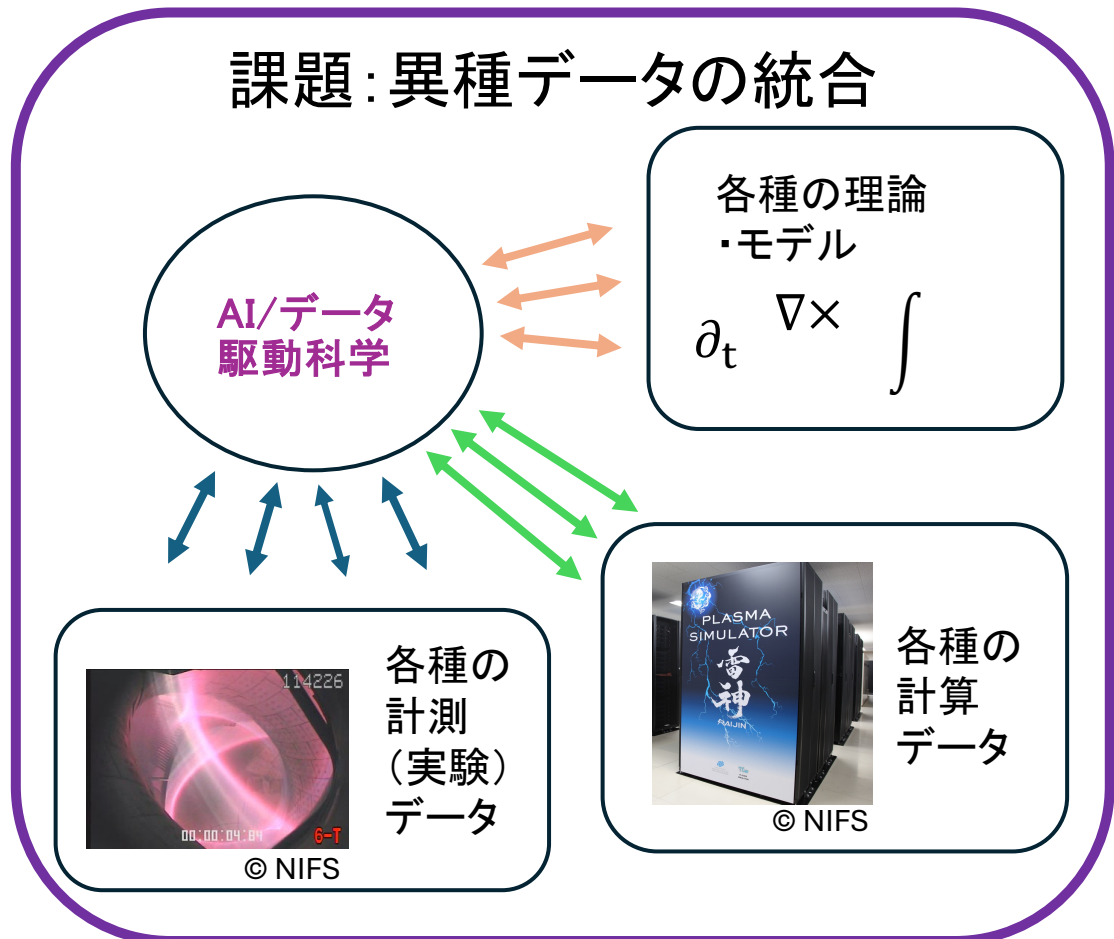 課題：異種データの統合
各種の理論
・モデル
∂t ∇× ∫
AI/データ
駆動科学
PLASMA
SIMULATOR
雷神
RAIJIN
各種の
計算
データ
© NIFS
114226
00:00:04:84
6-T
各種の
計測
（実験）
データ
© NIFS